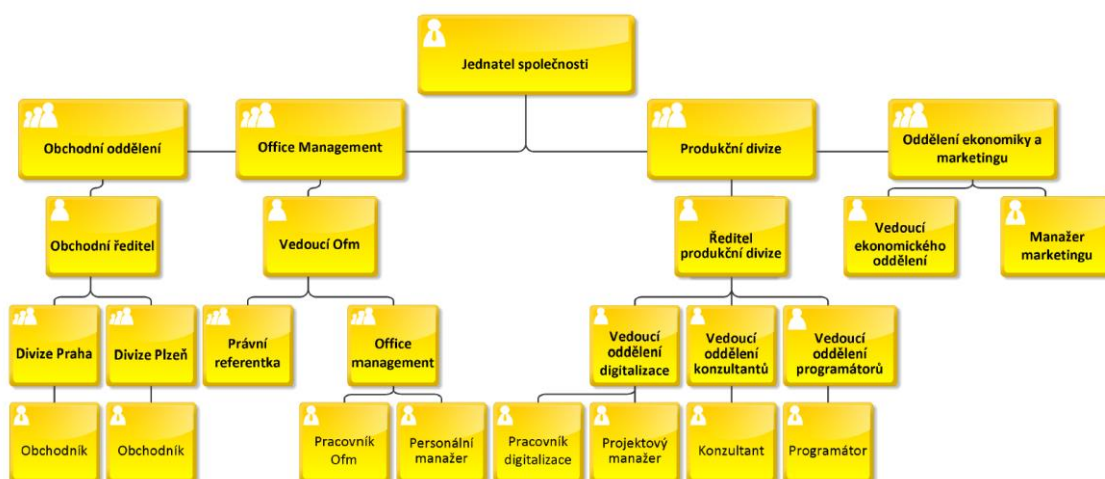 Jednatel společnosti
Obchodní oddělení
Office Management
Produkční divize
Oddělení ekonomiky a
marketingu
Obchodní ředitel
Vedoucí Ofm
Ředitel
produkční divize
Vedoucí
ekonomického
oddělení
Manažer
marketingu
Divize Praha
Divize Plzeň
Právní
referentka
Office
management
Vedoucí
oddělení
digitalizace
Vedoucí
oddělení
konzultantů
Vedoucí
oddělení
programátorů
Obchodník
Obchodník
Pracovník
Ofm
Personální
manažer
Pracovník
digitalizace
Projektový
manažer
Konzultant
Programátor